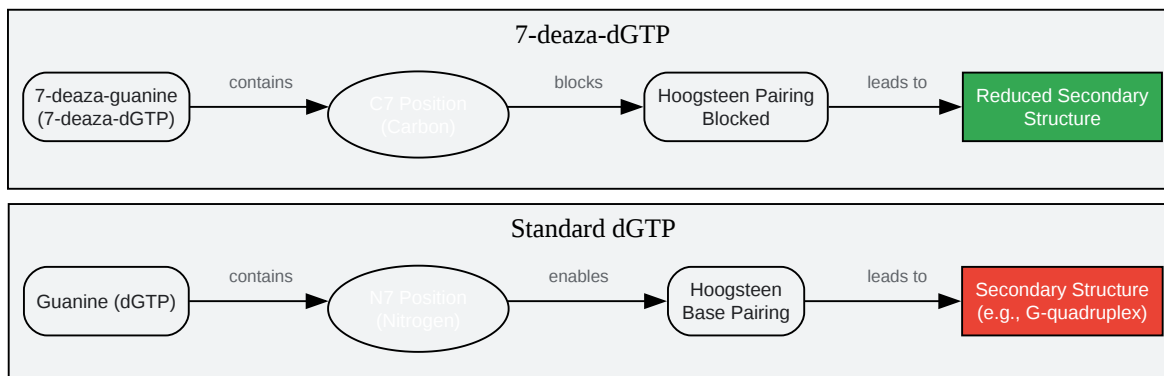 7-deaza-dGTP
7-deaza-guanine
(7-deaza-dGTP)
contains
C7 Position
(Carbon)
blocks
Hoogsteen Pairing
Blocked
leads to
Reduced Secondary
Structure
Standard dGTP
Guanine (dGTP)
contains
N7 Position
(Nitrogen)
enables
Hoogsteen
Base Pairing
leads to
Secondary Structure
(e.g., G-quadruplex)